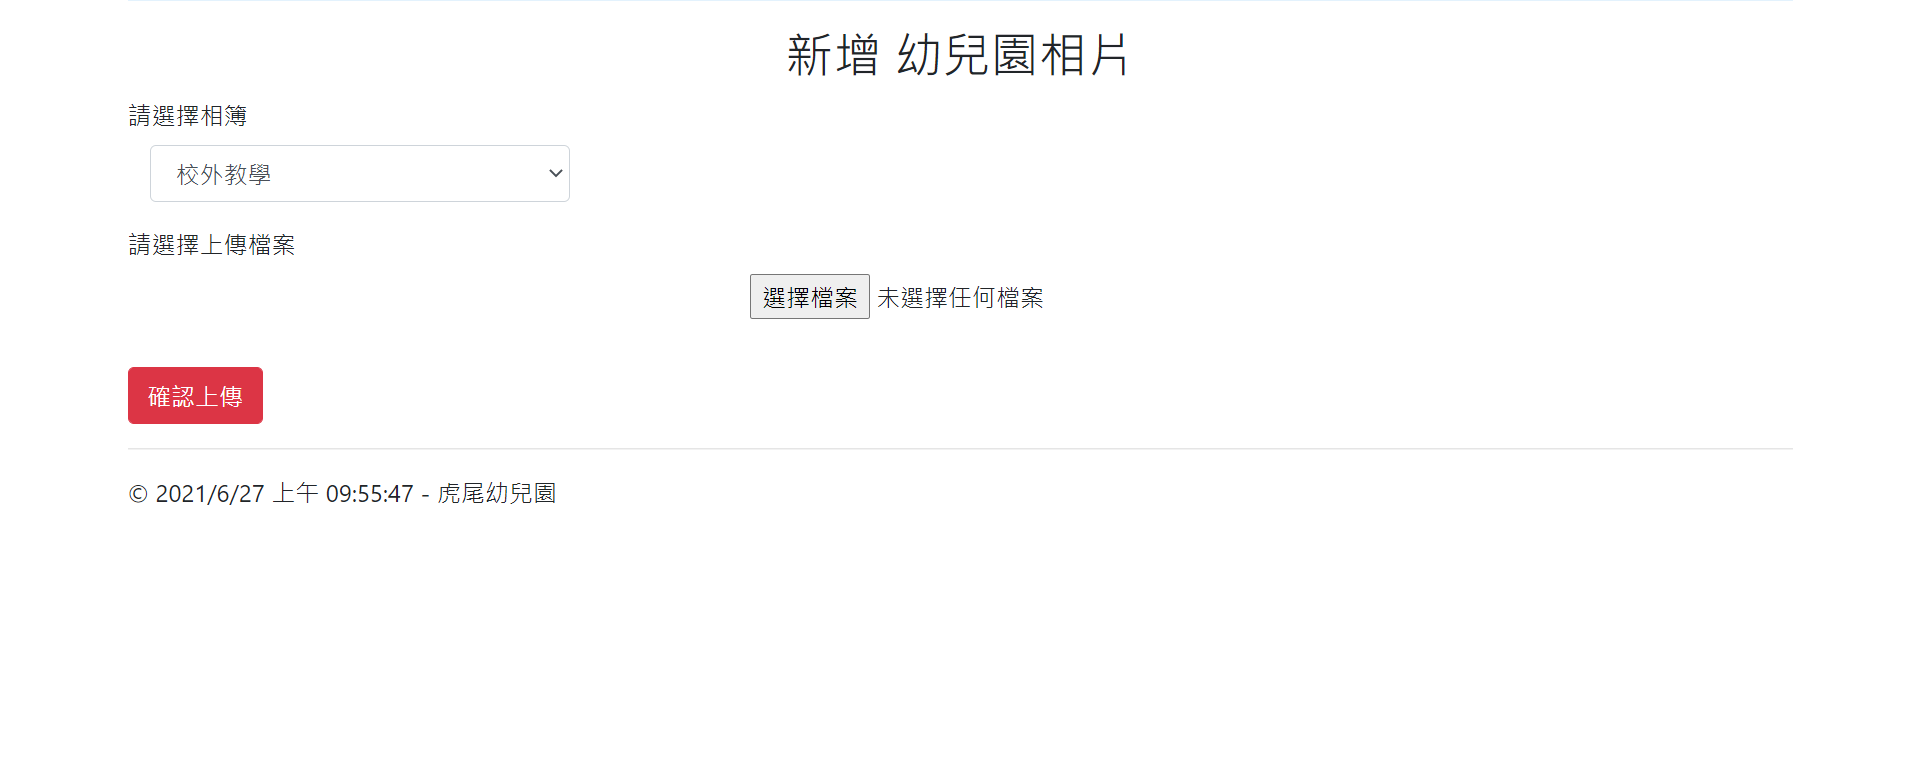 新增 幼兒園相片
請選擇相簿
校外教學
請選擇上傳檔案
選擇檔案 未選擇任何檔案
確認上傳
© 2021/6/27 上午 09:55:47 - 虎尾幼兒園